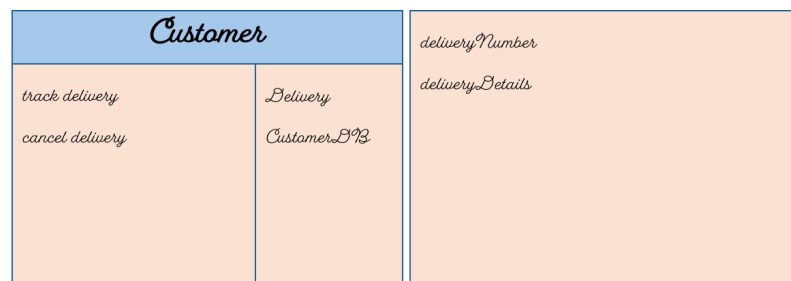 Customer
track delivery
cancel delivery
Delivery
CustomerDB
deliveryNumber
deliveryDetails